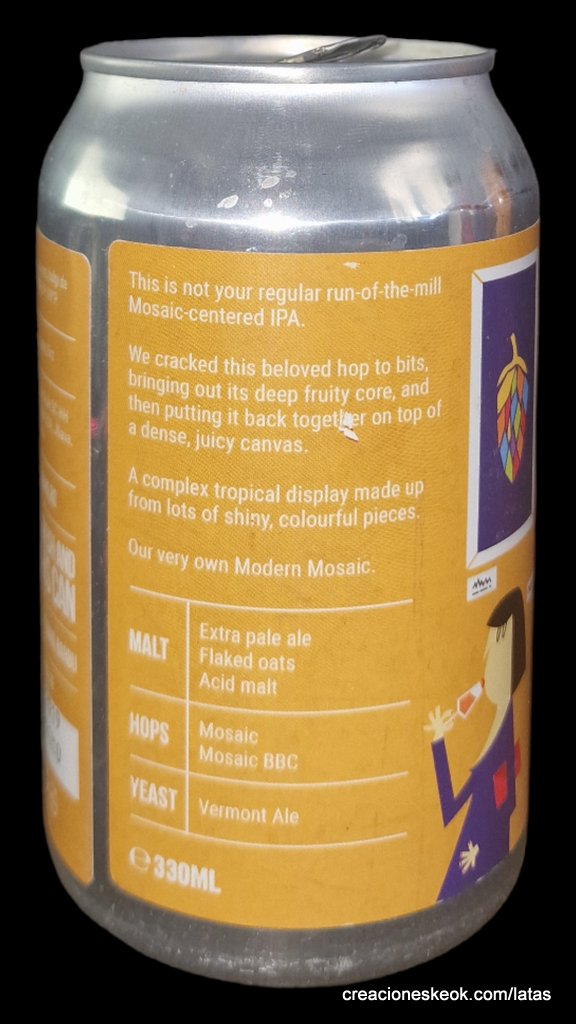 This is not your regular run-of-the-mill
Mosaic-centered IPA.
We cracked this beloved hop to bits,
bringing out its deep fruity core, and
then putting it back together on top of
a dense, juicy canvas.
A complex tropical display made up
from lots of shiny, colourful pieces.
Our very own Modern Mosaic.
MALT
Extra pale ale
Flaked oats
Acid malt
HOPS
Mosaic
Mosaic BBC
YEAST
Vermont Ale
℮ 330ML
creacioneskeok.com/latas